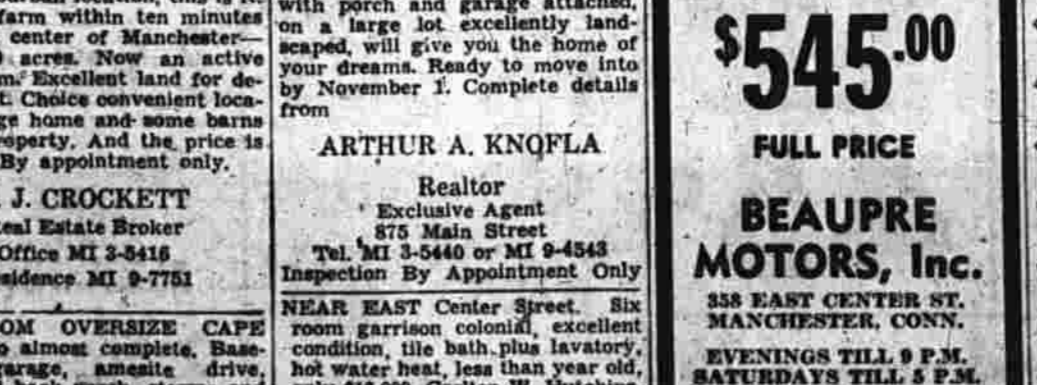 farm within ten minutes
center of Manchester—
acres. Now an active
Excellent land for de-
Choice convenient loca-
home and some barns
And the price is
By appointment only.
J. CROCKETT
Estate Broker
Office MI 3-5416
MI 9-7751
OVERSIZE CAPE
almost complete. Base-
amesite drive,
with porch and garage attached,
on a large lot excellently land-
scaped, will give you the home of
your dreams. Ready to move into
by November 1. Complete details
from
ARTHUR A. KNOFLA
Realtor
Exclusive Agent
875 Main Street
Tel. MI 3-5440 or MI 9-4543
Inspection By Appointment Only
NEAR EAST Center Street. Six
room garrison colonial, excellent
condition, tile bath plus lavatory,
hot water heat, less than year old,
$545.00
FULL PRICE
BEAUPRE
MOTORS, Inc.
358 EAST CENTER ST.
MANCHESTER, CONN.
EVENINGS TILL 9 P.M.
SATURDAYS TILL 5 P.M.